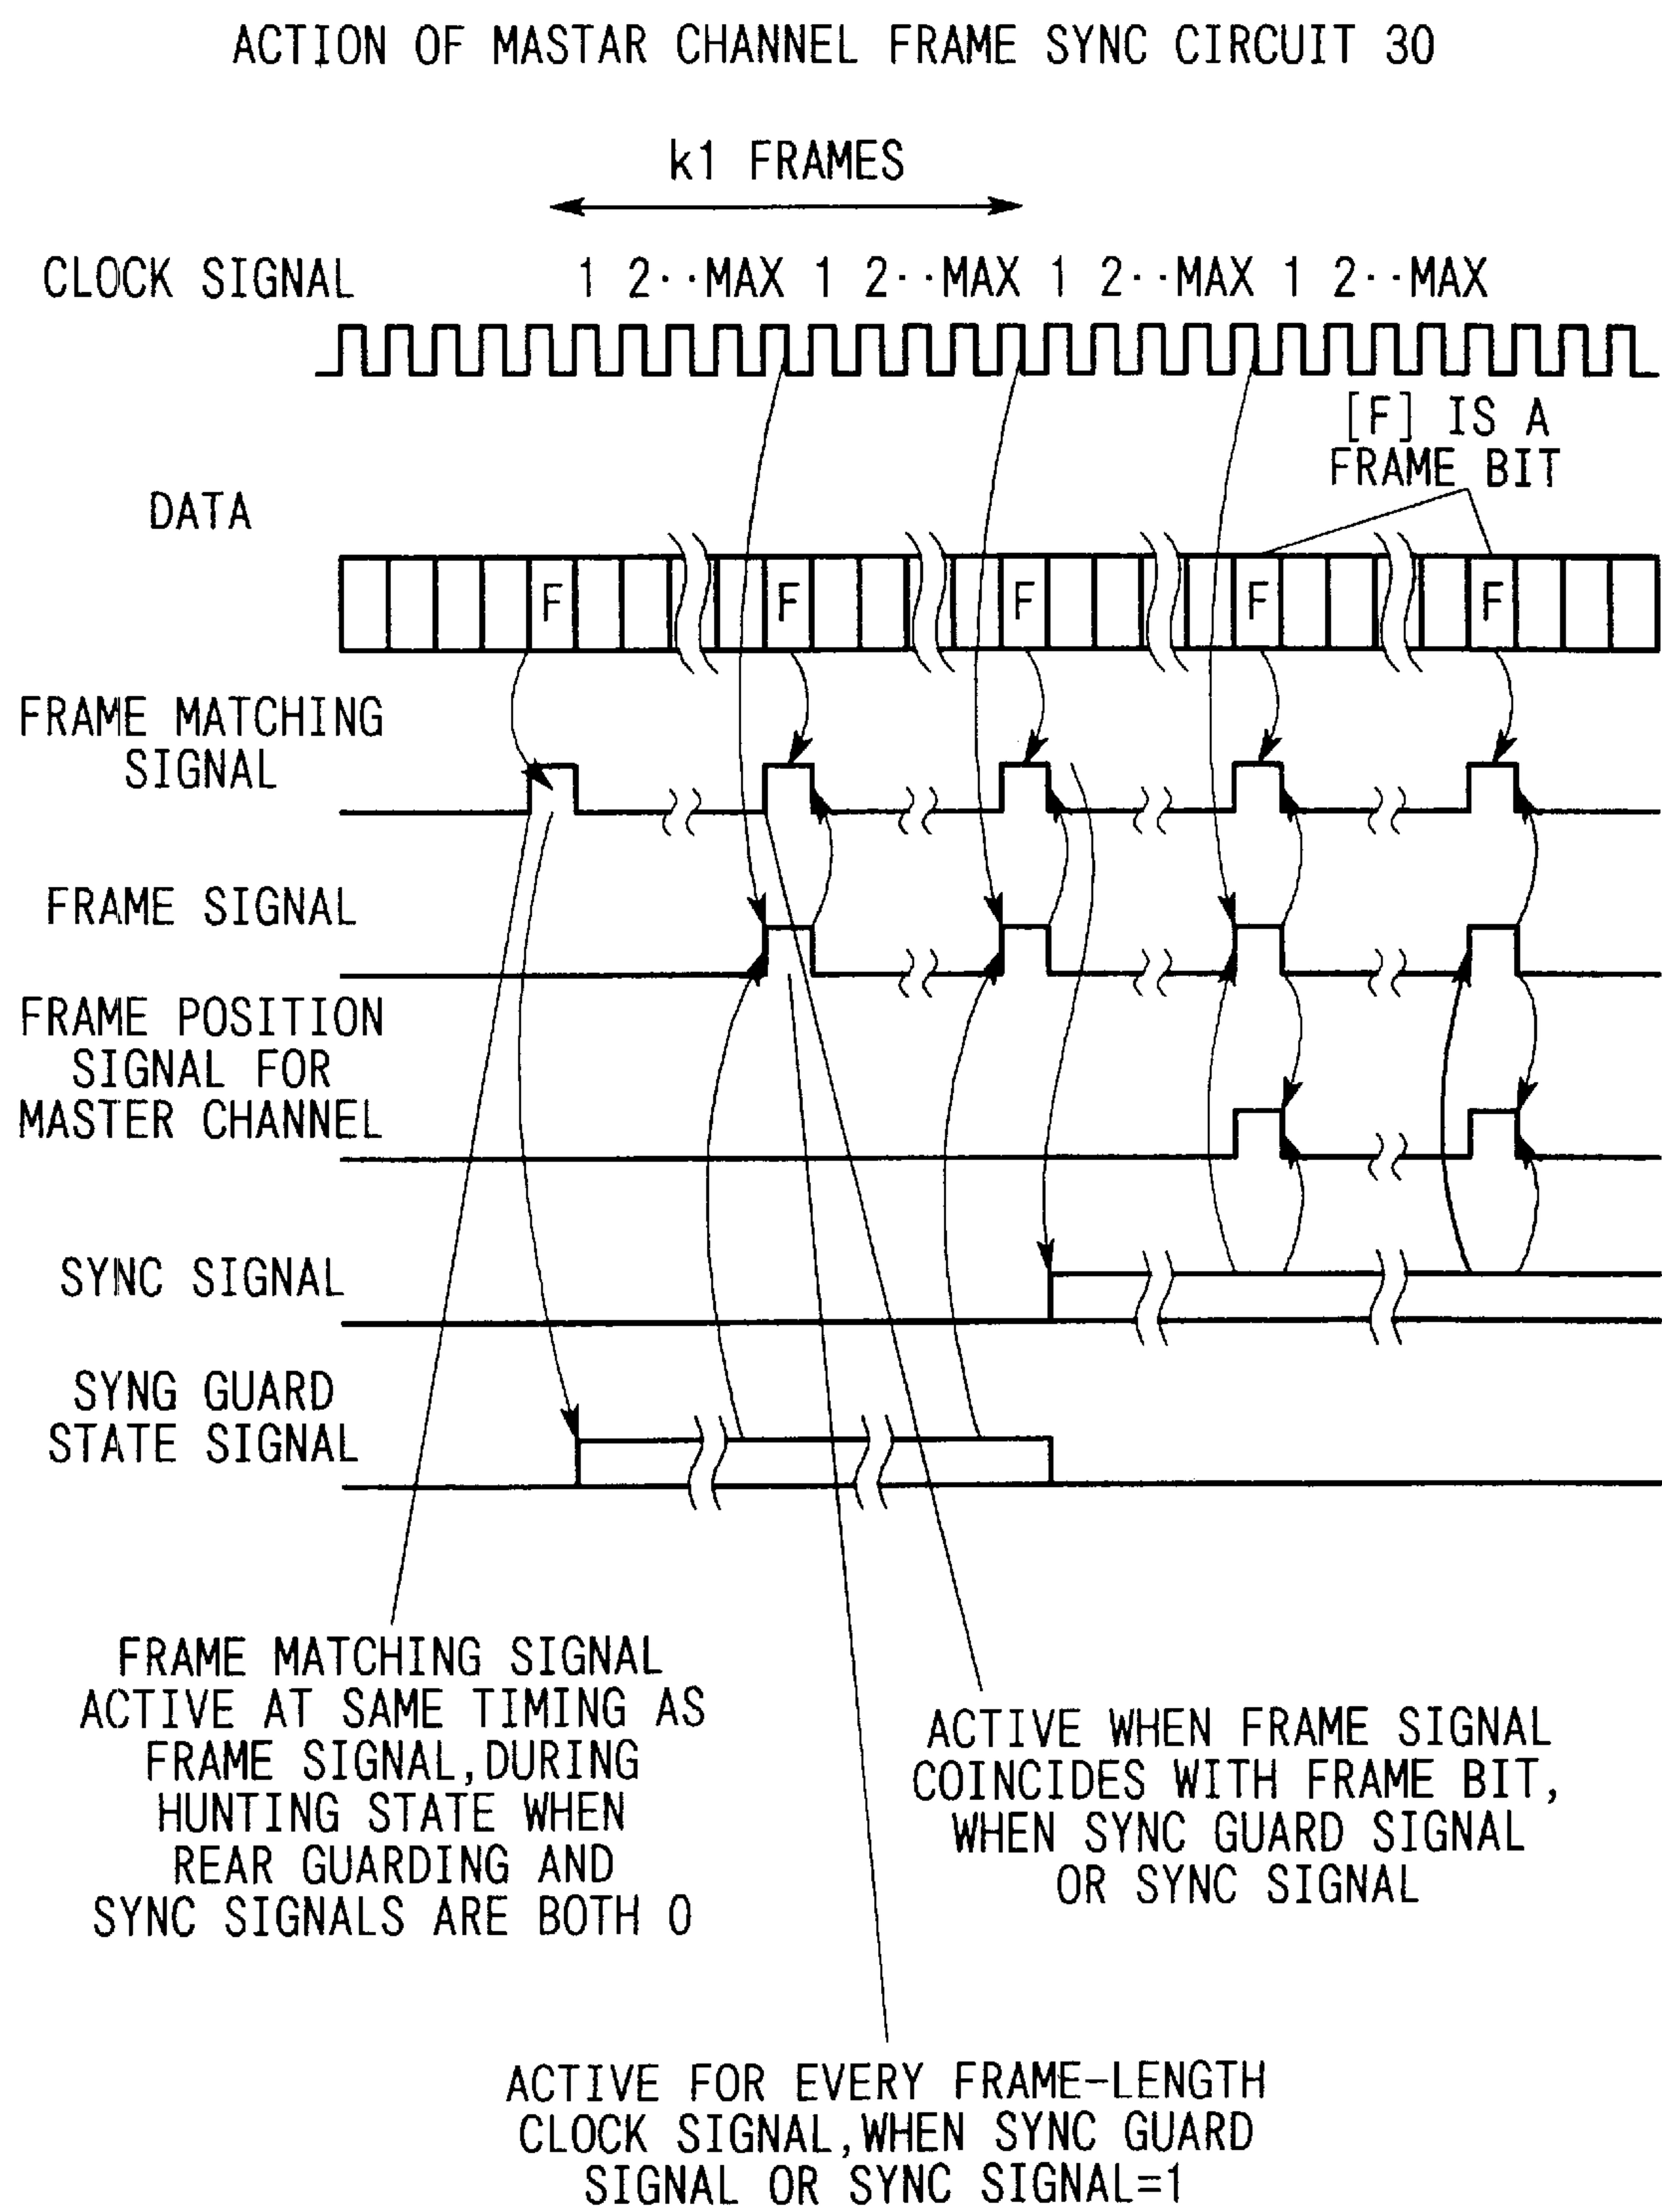 ACTION OF MASTAR CHANNEL FRAME SYNC CIRCUIT 30
k1 FRAMES
CLOCK SIGNAL 1 2··MAX 1 2··MAX 1 2··MAX 1 2··MAX
[F] IS A
FRAME BIT
DATA
F F F F F
FRAME MATCHING
SIGNAL
FRAME SIGNAL
FRAME POSITION
SIGNAL FOR
MASTER CHANNEL
SYNC SIGNAL
SYNG GUARD
STATE SIGNAL
FRAME MATCHING SIGNAL
ACTIVE AT SAME TIMING AS
FRAME SIGNAL,DURING
HUNTING STATE WHEN
REAR GUARDING AND
SYNC SIGNALS ARE BOTH 0
ACTIVE WHEN FRAME SIGNAL
COINCIDES WITH FRAME BIT,
WHEN SYNC GUARD SIGNAL
OR SYNC SIGNAL
ACTIVE FOR EVERY FRAME-LENGTH
CLOCK SIGNAL,WHEN SYNC GUARD
SIGNAL OR SYNC SIGNAL=1